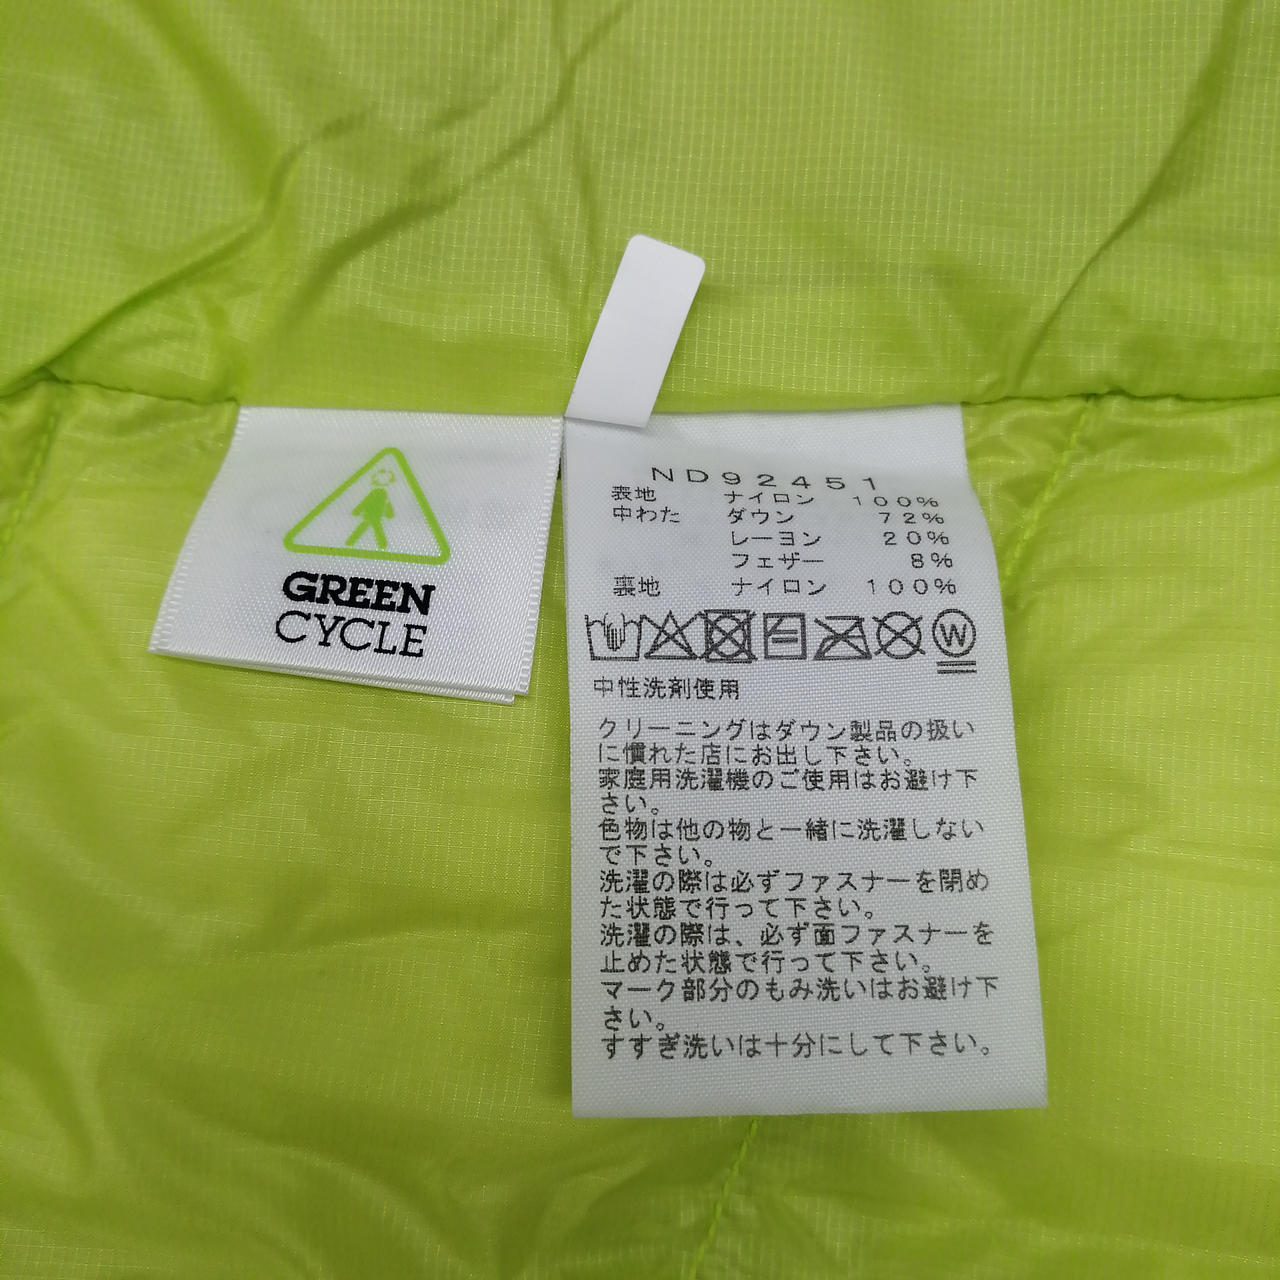 GREEN
CYCLE
ND92451
表地 ナイロン 100%
中わた ダウン 72%
レーヨン 20%
フェザー 8%
裏地 ナイロン 100%
W
中性洗剤使用
クリーニングはダウン製品の扱い
に慣れた店にお出し下さい。
家庭用洗濯機のご使用はお避け下
さい。
色物は他の物と一緒に洗濯しない
で下さい。
洗濯の際は必ずファスナーを閉め
た状態で行って下さい。
洗濯の際は、必ず面ファスナーを
止めた状態で行って下さい。
マーク部分のもみ洗いはお避け下
さい。
すすぎ洗いは十分にして下さい。